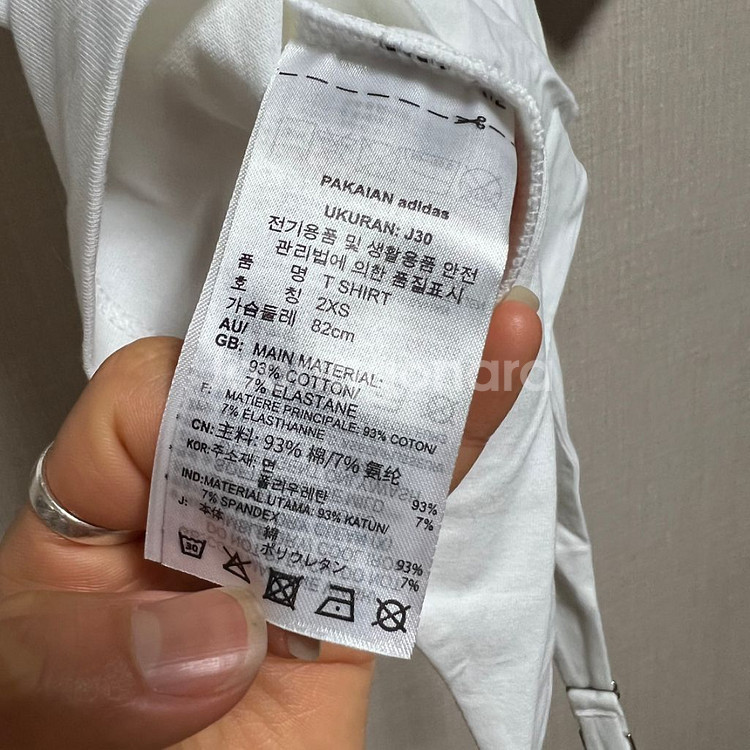 PAKAIAN adidas
UKURAN: J30
전기용품 및 생활용품 안전
관리법에 의한 품질표시
품 명 T SHIRT
호 칭 2XS
가슴둘레 82cm
AU/
GB: MAIN MATERIAL:
93% COTTON/
7% ELASTANE
F: MATIÈRE PRINCIPALE: 93% COTON/
7% ÉLASTHANNE
CN: 主料: 93% 棉/7% 氨纶
KOR: 주소재: 면 93%
폴리우레탄 7%
IND: MATERIAL UTAMA: 93% KATUN/
7% SPANDEX
J: 本体 綿 93%
ポリウレタン 7%
30